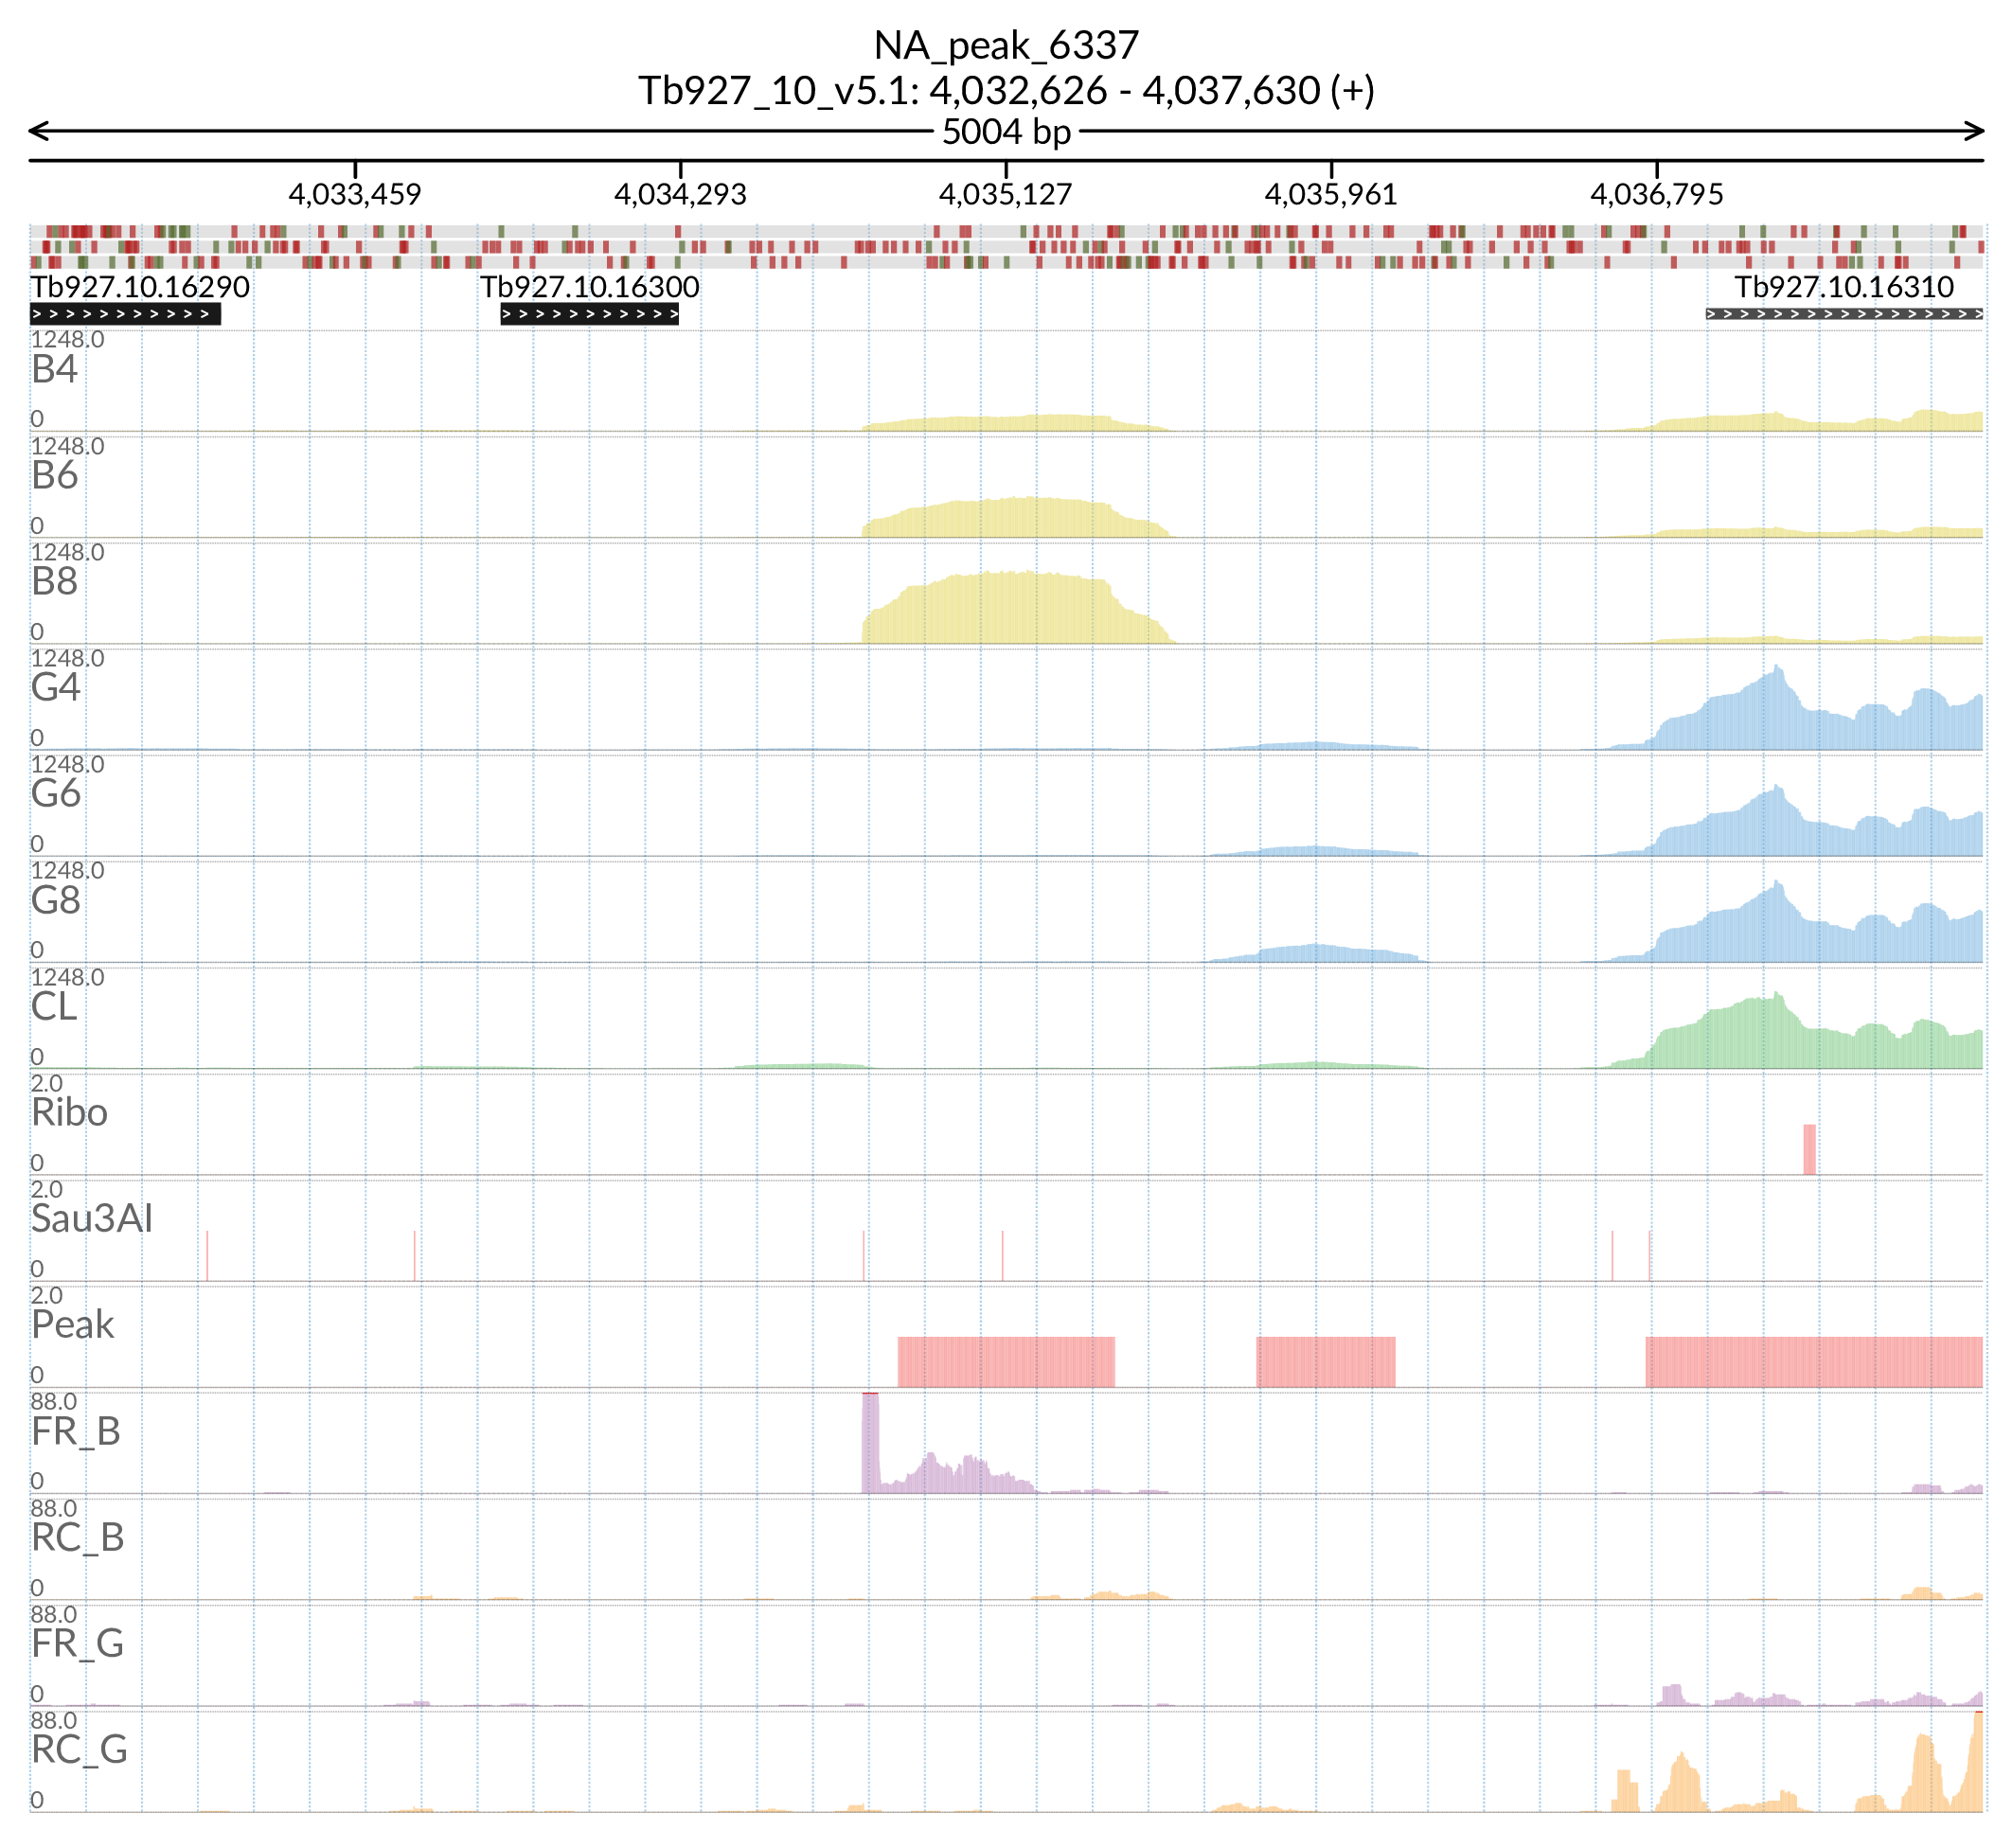 NA_peak_6337
Tb927_10_v5.1: 4,032,626 - 4,037,630 (+)
5004 bp
4,033,459 4,034,293 4,035,127 4,035,961 4,036,795
Tb927.10.16290 Tb927.10.16300 Tb927.10.16310
1248.0
B4
0
1248.0
B6
0
1248.0
B8
0
1248.0
G4
0
1248.0
G6
0
1248.0
G8
0
1248.0
CL
0
2.0
Ribo
0
2.0
Sau3AI
0
2.0
Peak
0
88.0
FR_B
0
88.0
RC_B
0
88.0
FR_G
0
88.0
RC_G
0